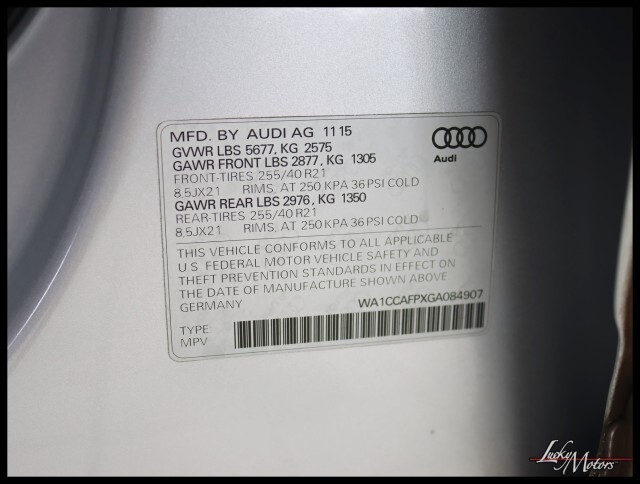 MFD. BY AUDI AG 11 15
GVWR LBS 5677, KG 2575
GAWR FRONT LBS 2877, KG 1305
FRONT-TIRES 255/40 R21
8,5JX21 RIMS, AT 250 KPA 36 PSI COLD
GAWR REAR LBS 2976, KG 1350
REAR-TIRES 255/40 R21
8,5JX21 RIMS, AT 250 KPA 36 PSI COLD
Audi
THIS VEHICLE CONFORMS TO ALL APPLICABLE
U S FEDERAL MOTOR VEHICLE SAFETY AND
THEFT PREVENTION STANDARDS IN EFFECT ON
THE DATE OF MANUFACTURE SHOWN ABOVE
GERMANY
WA1CCAFPXGA084907
TYPE
MPV
Lucky Motors